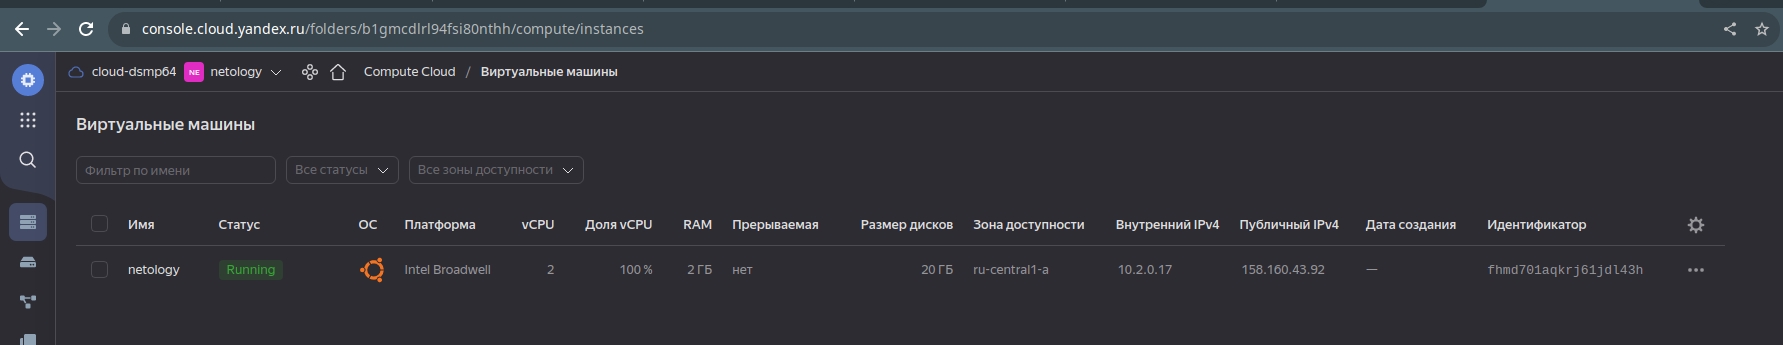 console.cloud.yandex.ru/folders/b1gmcdlrl94fsi80nthh/compute/instances
cloud-dsmp64 NE netology Compute Cloud / Виртуальные машины
Виртуальные машины
Фильтр по имени Все статусы Все зоны доступности
Имя Статус ОС Платформа vCPU Доля vCPU RAM Прерываемая Размер дисков Зона доступности Внутренний IPv4 Публичный IPv4 Дата создания Идентификатор
netology Running Intel Broadwell 2 100 % 2 ГБ нет 20 ГБ ru-central1-a 10.2.0.17 158.160.43.92 — fhmd701aqkrj61jdl43h